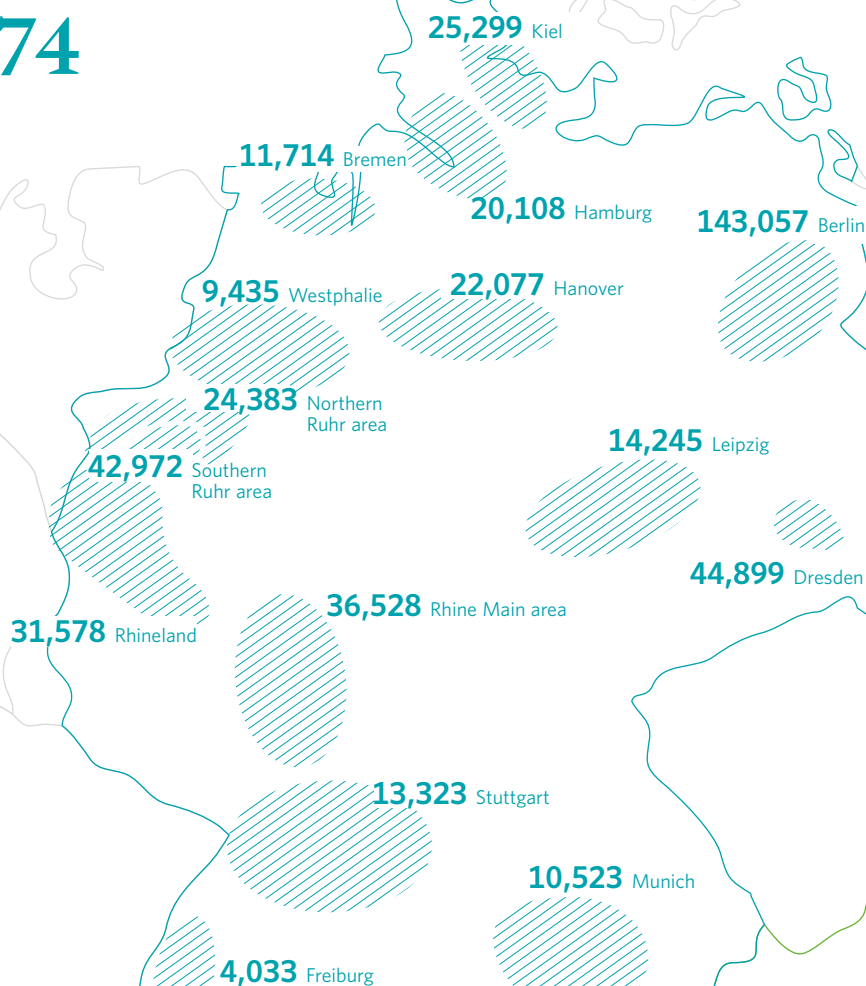 74
25,299 Kiel
11,714 Bremen
20,108 Hamburg
143,057 Berlin
9,435 Westphalie
22,077 Hanover
24,383 Northern
Ruhr area
14,245 Leipzig
42,972 Southern
Ruhr area
44,899 Dresden
36,528 Rhine Main area
31,578 Rhineland
13,323 Stuttgart
10,523 Munich
4,033 Freiburg